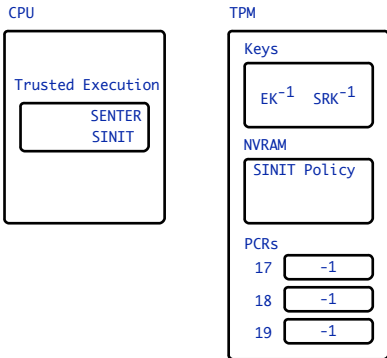 CPU
Trusted Execution
SENTER
SINIT
TPM
Keys
EK-1 SRK-1
NVRAM
SINIT Policy
PCRs
17 -1
18 -1
19 -1